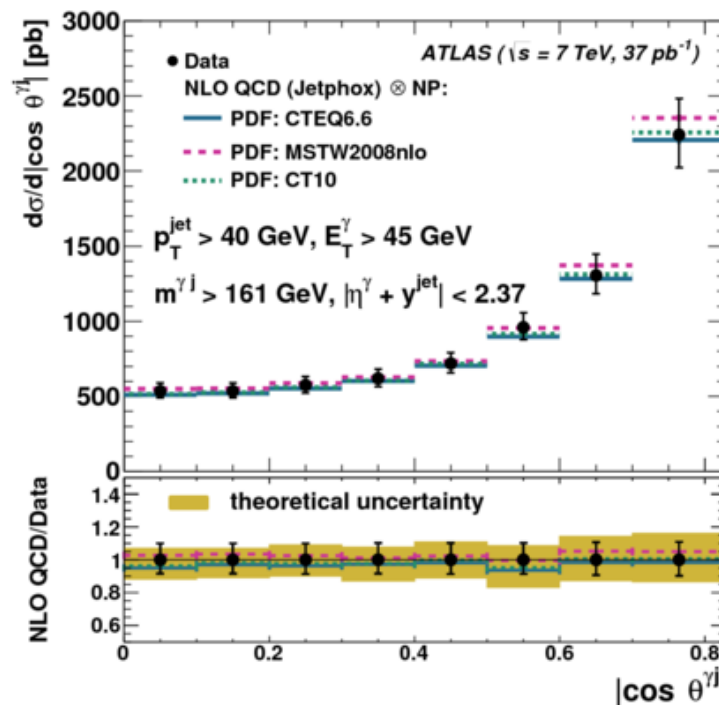 ATLAS (√s = 7 TeV, 37 pb⁻¹)
Data
NLO QCD (Jetphox) ⊗ NP:
PDF: CTEQ6.6
PDF: MSTW2008nlo
PDF: CT10
p_T^jet > 40 GeV, E_T^γ > 45 GeV
m^γj > 161 GeV, |η^γ + y^jet| < 2.37
dσ/d|cos θ^γj| [pb]
3000
2500
2000
1500
1000
500
0
theoretical uncertainty
NLO QCD/Data
1.4
1.2
1
0.8
0.6
0 0.2 0.4 0.6 0.8
|cos θ^γj|